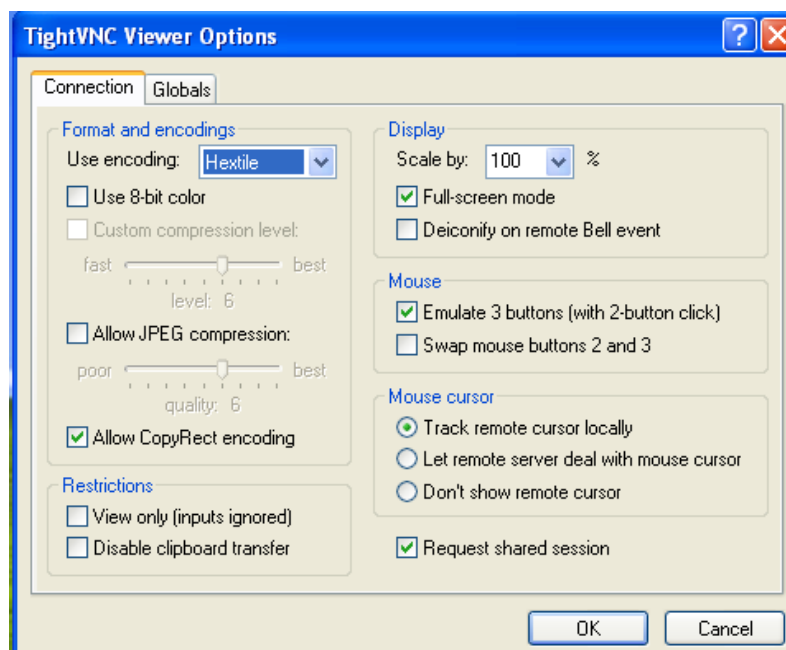 TightVNC Viewer Options
Connection
Globals
Format and encodings
Use encoding: Hextile
Use 8-bit color
Custom compression level:
fast best
level: 6
Allow JPEG compression:
poor best
quality: 6
Allow CopyRect encoding
Restrictions
View only (inputs ignored)
Disable clipboard transfer
Display
Scale by: 100 %
Full-screen mode
Deiconify on remote Bell event
Mouse
Emulate 3 buttons (with 2-button click)
Swap mouse buttons 2 and 3
Mouse cursor
Track remote cursor locally
Let remote server deal with mouse cursor
Don't show remote cursor
Request shared session
OK
Cancel